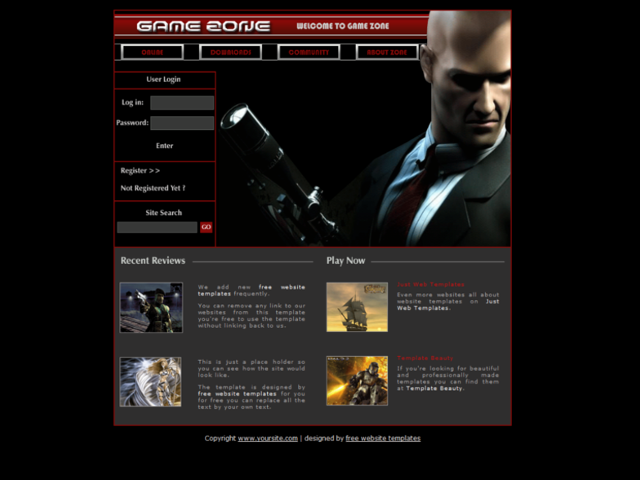 GAME ZONE
WELCOME TO GAME ZONE
ONLINE
DOWNLOADS
COMMUNITY
ABOUT ZONE
User Login
Log in:
Password:
Enter
Register >>
Not Registered Yet ?
Site Search
GO
Recent Reviews
We add new free website
templates frequently.
You can remove any link to our
websites from this template
you're free to use the template
without linking back to us.
This is just a place holder so
you can see how the site would
look like.
The template is designed by
free website templates for you
for free you can replace all the
text by your own text.
Play Now
Just Web Templates
Even more websites all about
website templates on Just
Web Templates.
Template Beauty
If you're looking for beautiful
and professionally made
templates you can find them
at Template Beauty.
Copyright www.yoursite.com | designed by free website templates